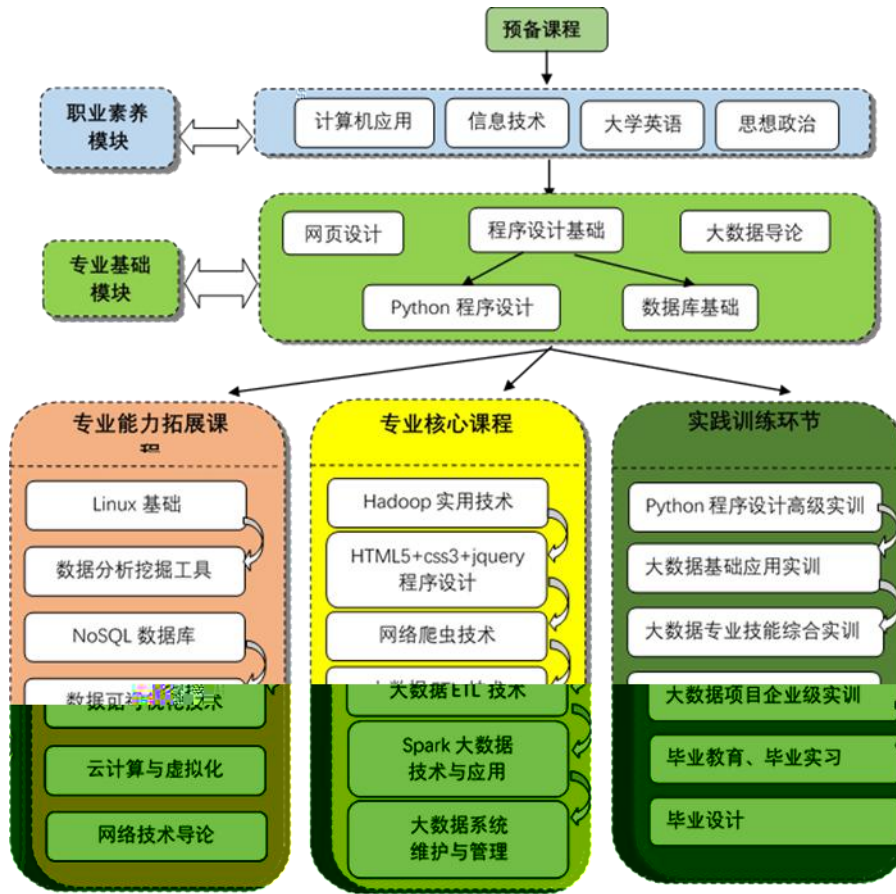 预备课程
职业素养
模块
计算机应用
信息技术
大学英语
思想政治
专业基础
模块
网页设计
程序设计基础
大数据导论
Python 程序设计
数据库基础
专业能力拓展课
程
Linux 基础
数据分析挖掘工具
NoSQL 数据库
数据可视化技术
云计算与虚拟化
网络技术导论
专业核心课程
Hadoop 实用技术
HTML5+css3+jquery
程序设计
网络爬虫技术
大数据 ETL 技术
Spark 大数据
技术与应用
大数据系统
维护与管理
实践训练环节
Python 程序设计高级实训
大数据基础应用实训
大数据专业技能综合实训
大数据项目企业级实训
毕业教育、毕业实习
毕业设计